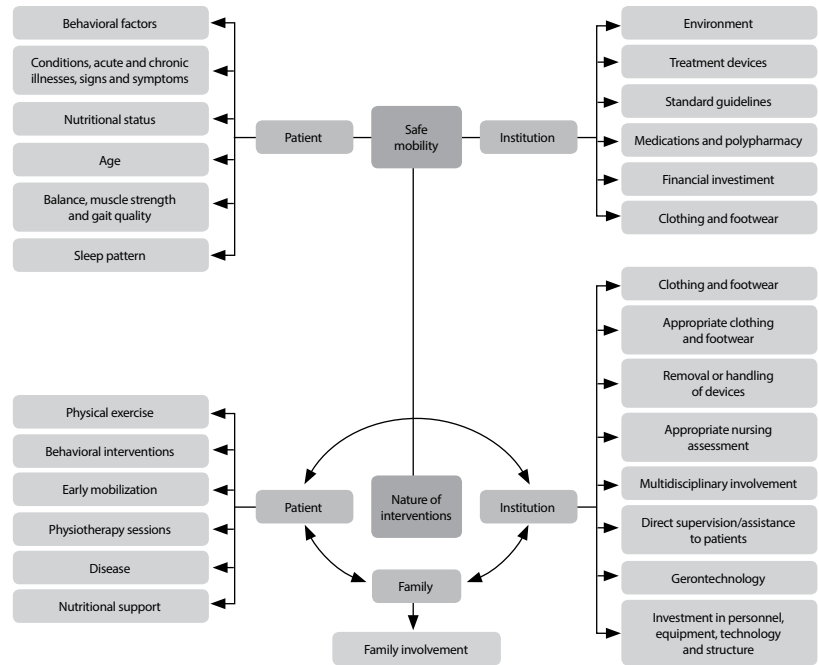 Behavioral factors
Conditions, acute and chronic
illnesses, signs and symptoms
Nutritional status
Age
Balance, muscle strength
and gait quality
Sleep pattern
Patient
Safe
mobility
Institution
Environment
Treatment devices
Standard guidelines
Medications and polypharmacy
Financial investiment
Clothing and footwear
Physical exercise
Behavioral interventions
Early mobilization
Physiotherapy sessions
Disease
Nutritional support
Patient
Nature of
interventions
Institution
Family
Family involvement
Clothing and footwear
Appropriate clothing
and footwear
Removal or handling
of devices
Appropriate nursing
assessment
Multidisciplinary involvement
Direct supervision/assistance
to patients
Gerontechnology
Investment in personnel,
equipment, technology
and structure